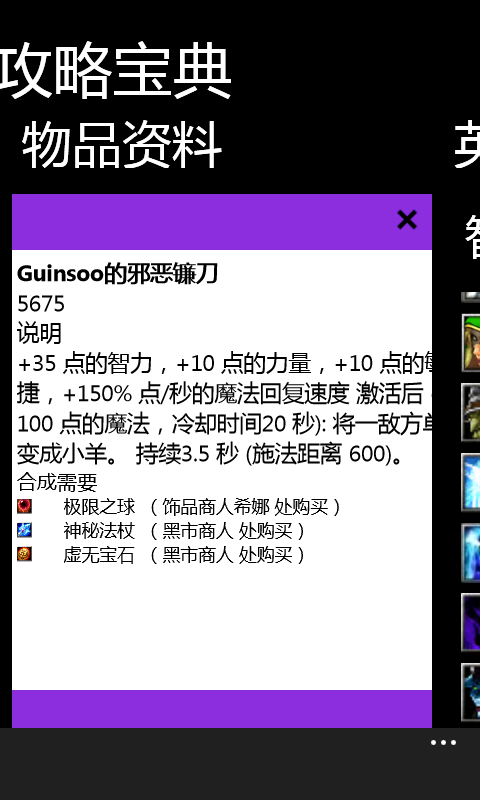 攻略宝典
物品资料
Guinsoo的邪恶镰刀
5675
说明
+35 点的智力，+10 点的力量，+10 点的
捷，+150% 点/秒的魔法回复速度 激活后
100 点的魔法，冷却时间20 秒): 将一敌方单
变成小羊。 持续3.5 秒 (施法距离 600)。
合成需要
极限之球 （ 饰品商人希娜 处购买 ）
神秘法杖 （ 黑市商人 处购买 ）
虚无宝石 （ 黑市商人 处购买 ）